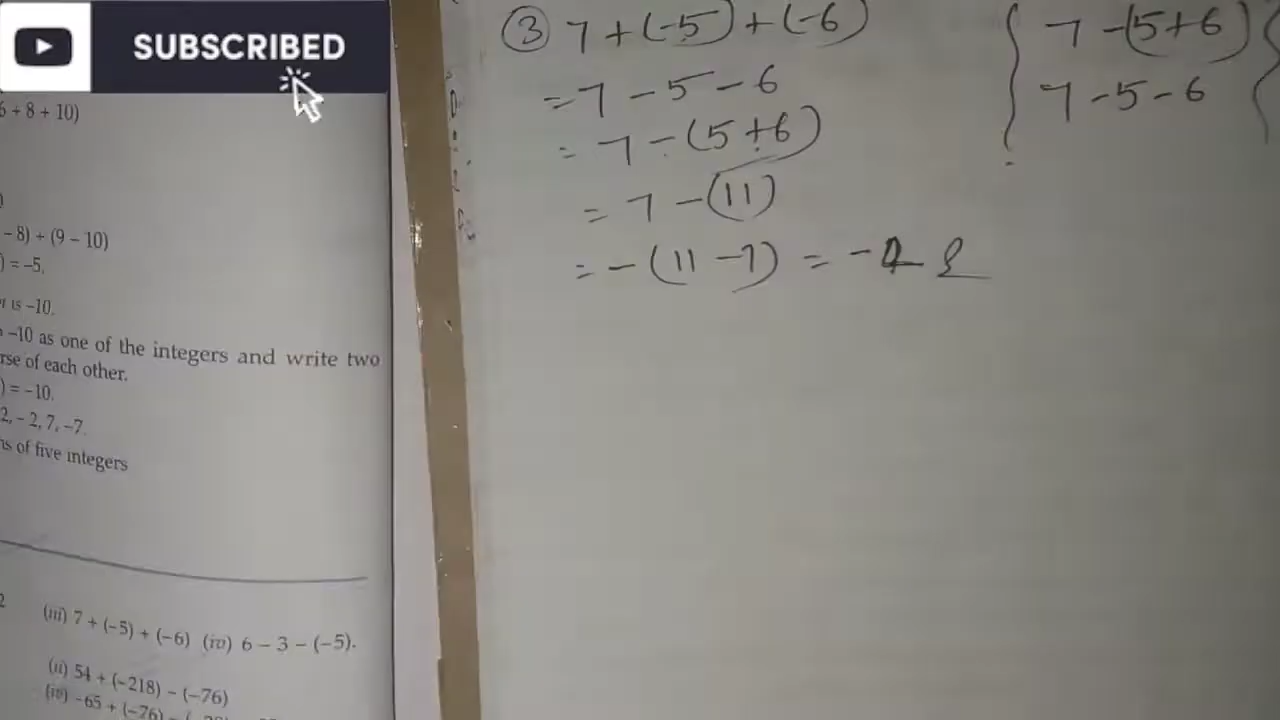 SUBSCRIBED
6 + 8 + 10)
– 8) + (9 – 10)
) = –5.
is –10.
–10 as one of the integers and write two
rse of each other.
) = –10.
2, – 2, 7, –7.
ns of five integers
2
(iii) 7 + (–5) + (–6) (iv) 6 – 3 – (–5).
(ii) 54 + (–218) – (–76)
(iv) –65 + (–76) –
③ 7 + (-5) + (-6)
= 7 - 5 - 6
= 7 - (5 + 6)
= 7 - (11)
= - (11 - 7) = -4
7 - (5 + 6)
7 - 5 - 6